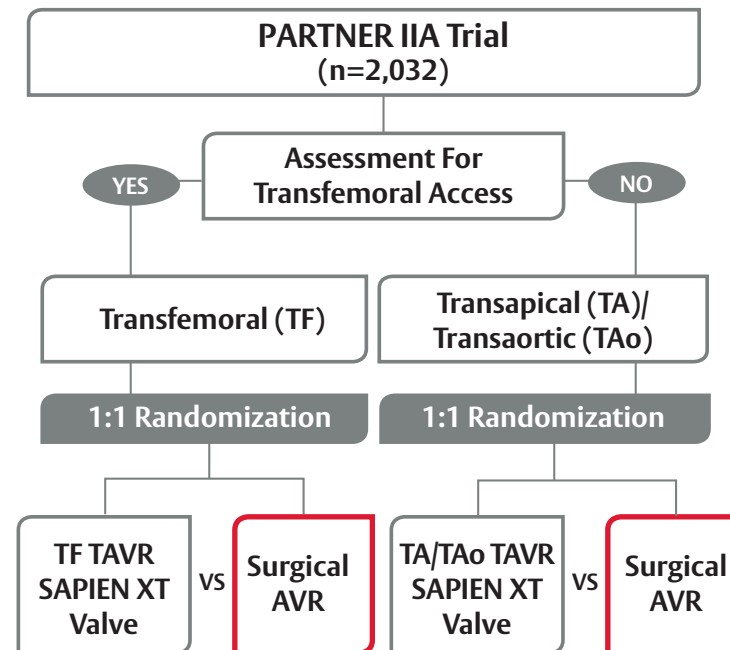 PARTNER IIA Trial
(n=2,032)
Assessment For
Transfemoral Access
YES
NO
Transfemoral (TF)
Transapical (TA)/
Transaortic (TAo)
1:1 Randomization
1:1 Randomization
TF TAVR
SAPIEN XT
Valve
VS
Surgical
AVR
TA/TAo TAVR
SAPIEN XT
Valve
VS
Surgical
AVR